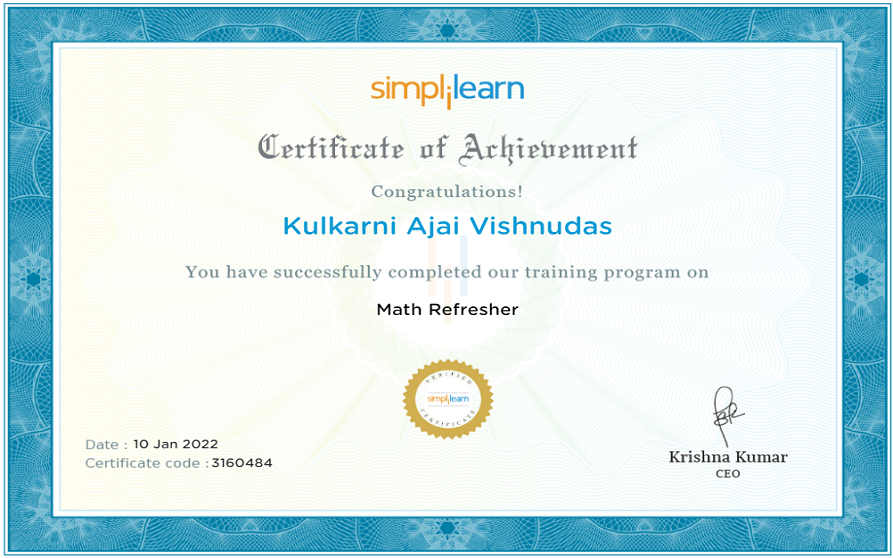 simplilearn
Certificate of Achievement
Congratulations!
Kulkarni Ajai Vishnudas
You have successfully completed our training program on
Math Refresher
VERIFIED
simplilearn
CERTIFICATE
Date : 10 Jan 2022
Certificate code : 3160484
Krishna Kumar
CEO